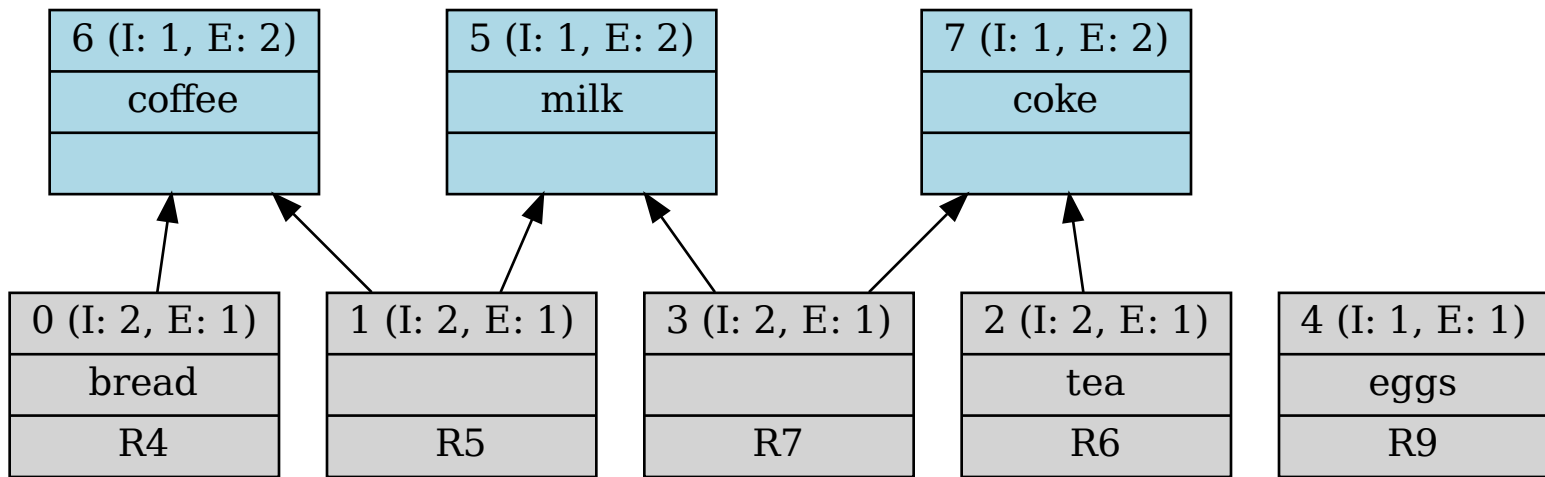 6 (I: 1, E: 2)
coffee
5 (I: 1, E: 2)
milk
7 (I: 1, E: 2)
coke
0 (I: 2, E: 1)
bread
R4
1 (I: 2, E: 1)
R5
3 (I: 2, E: 1)
R7
2 (I: 2, E: 1)
tea
R6
4 (I: 1, E: 1)
eggs
R9